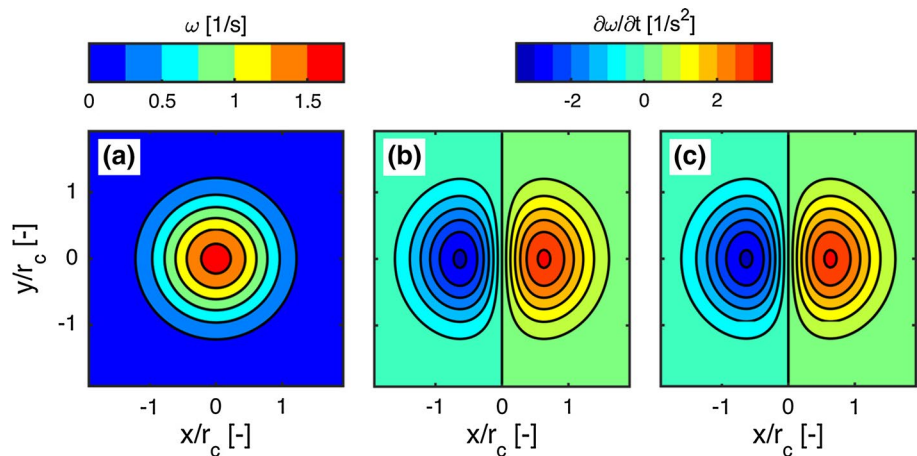 ω [1/s]
∂ω/∂t [1/s²]
0 0.5 1 1.5
-2 0 2
(a) (b) (c)
y/r_c [-]
1
0
-1
-1 0 1 -1 0 1 -1 0 1
x/r_c [-] x/r_c [-] x/r_c [-]